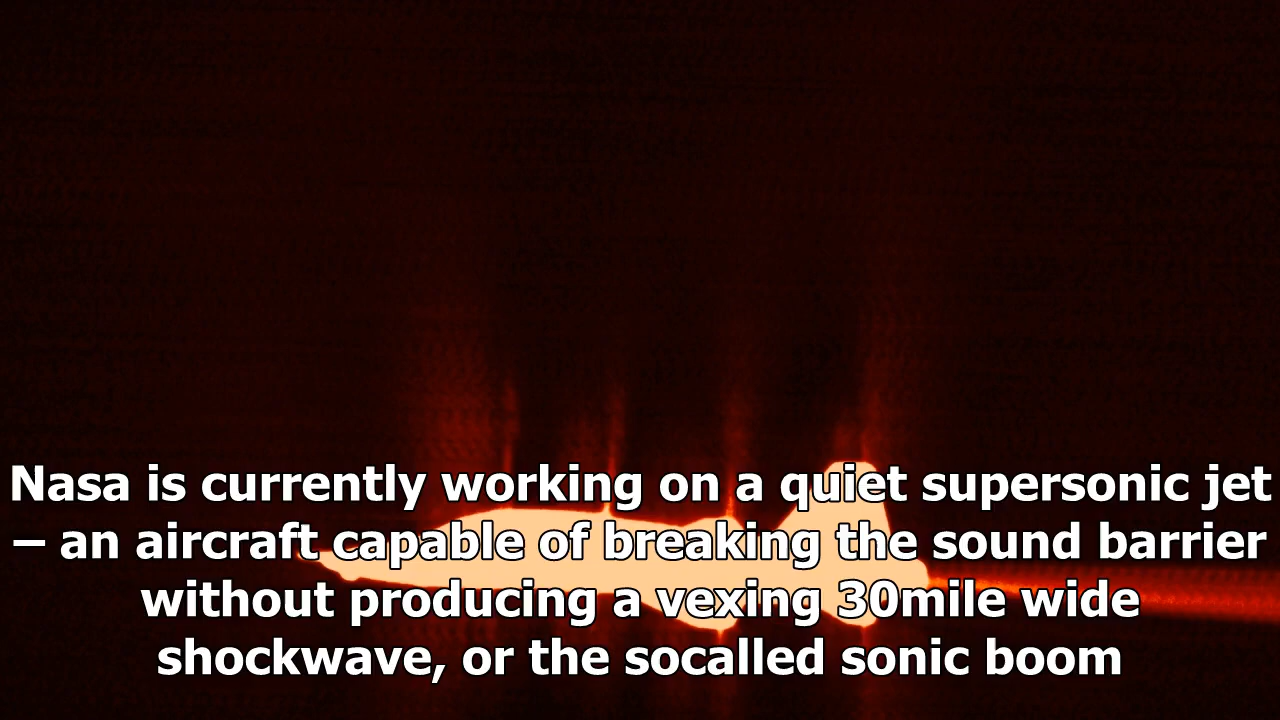 Nasa is currently working on a quiet supersonic jet
– an aircraft capable of breaking the sound barrier
without producing a vexing 30mile wide
shockwave, or the socalled sonic boom